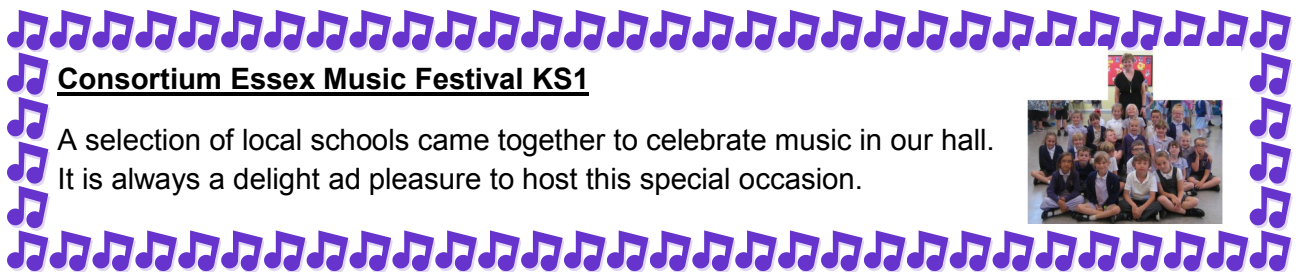 Consortium Essex Music Festival KS1
A selection of local schools came together to celebrate music in our hall.
It is always a delight ad pleasure to host this special occasion.